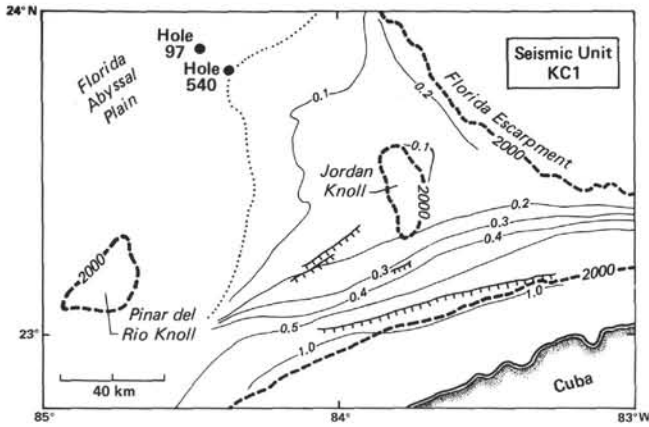 24° N
Hole
97
Hole
540
Florida
Abyssal
Plain
Seismic Unit
KC1
Florida Escarpment
2000
0.1
0.2
0.1
Jordan
Knoll
2000
0.2
0.3
0.4
0.3
0.4
0.5
1.0
1.0
2000
2000
Pinar del
Rio Knoll
23°
40 km
Cuba
85°
84°
83°W